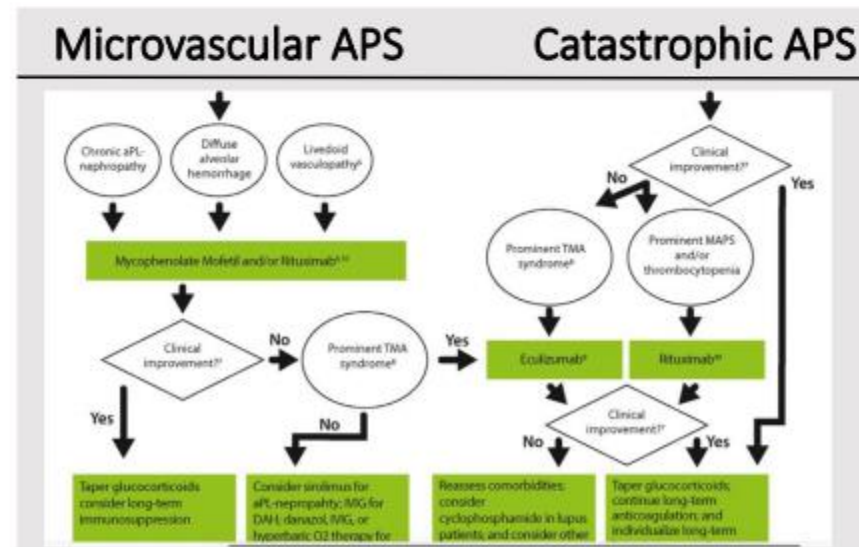 Microvascular APS
Catastrophic APS
Chronic aPL-
nephropathy
Diffuse
alveolar
hemorrhage
Livedoid
vasculopathy
Mycophenolate Mofetil and/or Rituximab
Clinical
improvement?
No
Prominent TMA
syndrome
Yes
Yes
No
Taper glucocorticoids
consider long-term
immunosuppression
Consider sirolimus for
aPL-nepropahty; IVIG for
DAH, danazol, IVIG, or
hyperbaric O2 therapy for
Clinical
improvement?
No
Yes
Prominent TMA
syndrome
Prominent MAPS
and/or
thrombocytopenia
Eculizumab
Rituximab
Clinical
improvement?
No
Yes
Reassess comorbidities;
consider
cyclophosphamide in lupus
patients; and consider other
Taper glucocorticoids;
continue long-term
anticoagulation; and
individualize long-term